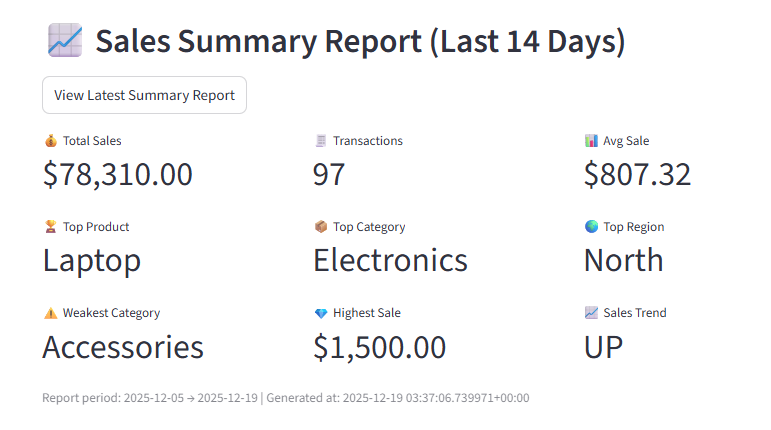 Sales Summary Report (Last 14 Days)
View Latest Summary Report
Total Sales
$78,310.00
Transactions
97
Avg Sale
$807.32
Top Product
Laptop
Top Category
Electronics
Top Region
North
Weakest Category
Accessories
Highest Sale
$1,500.00
Sales Trend
UP
Report period: 2025-12-05 → 2025-12-19 | Generated at: 2025-12-19 03:37:06.739971+00:00